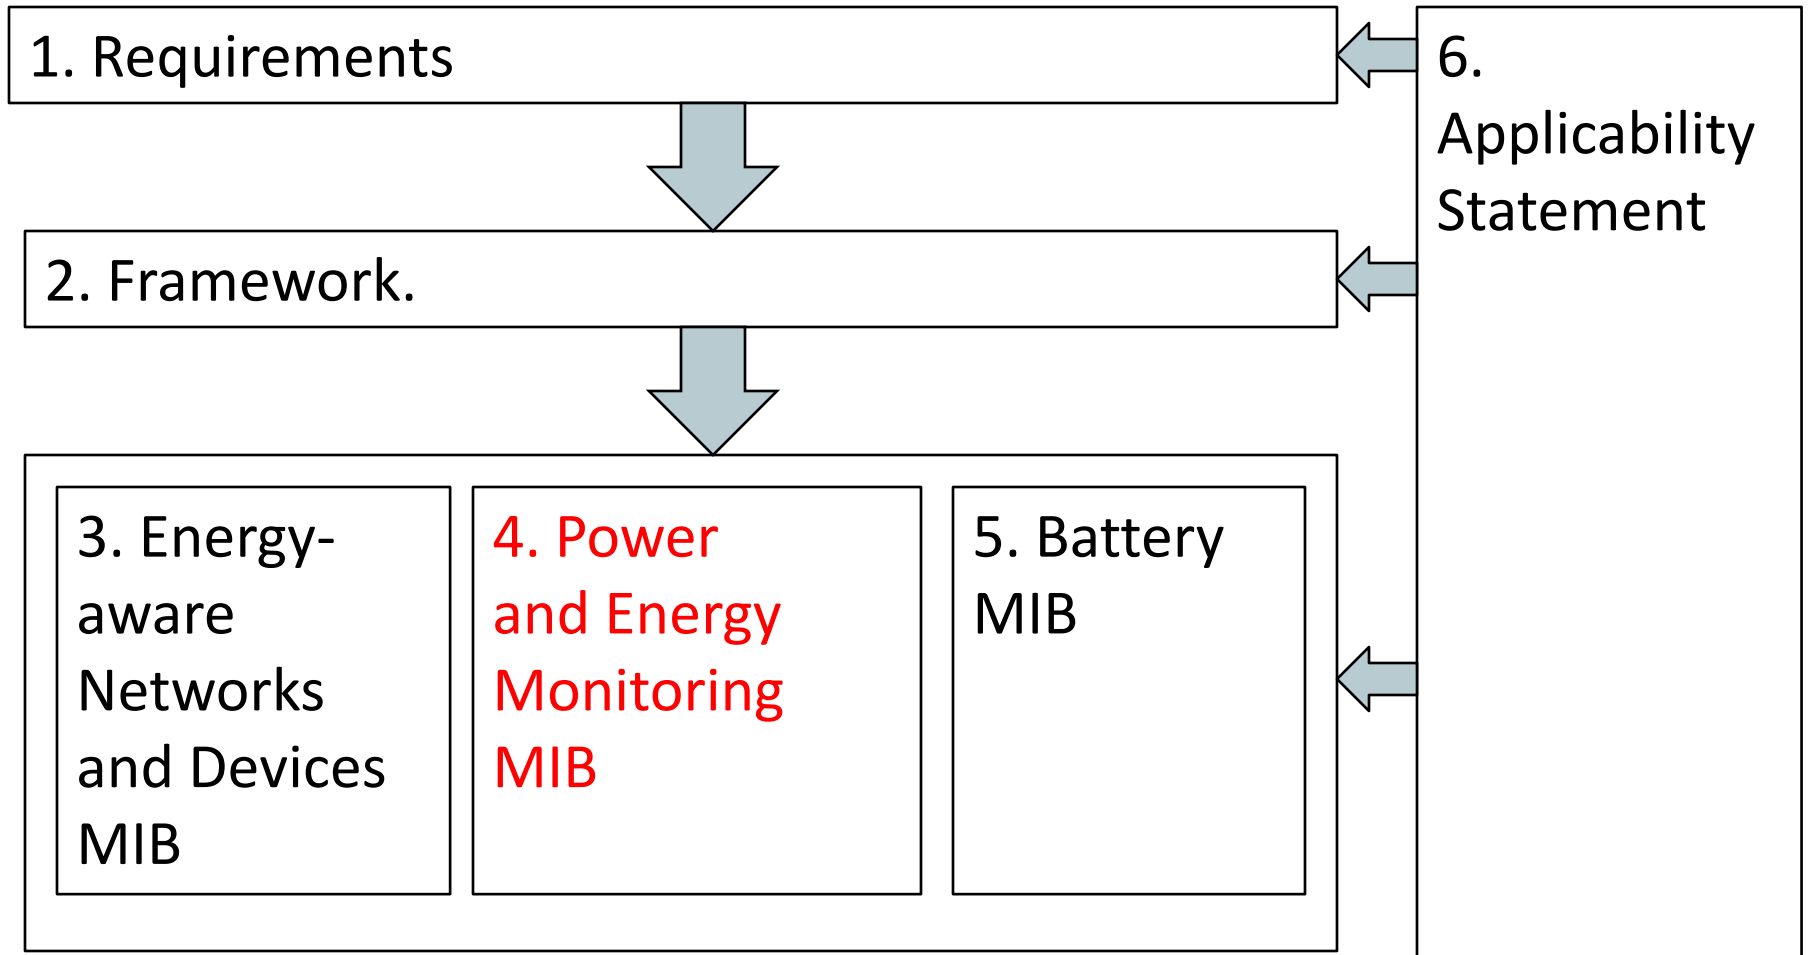 1. Requirements
6.
Applicability
Statement
2. Framework.
3. Energy-
aware
Networks
and Devices
MIB
4. Power
and Energy
Monitoring
MIB
5. Battery
MIB